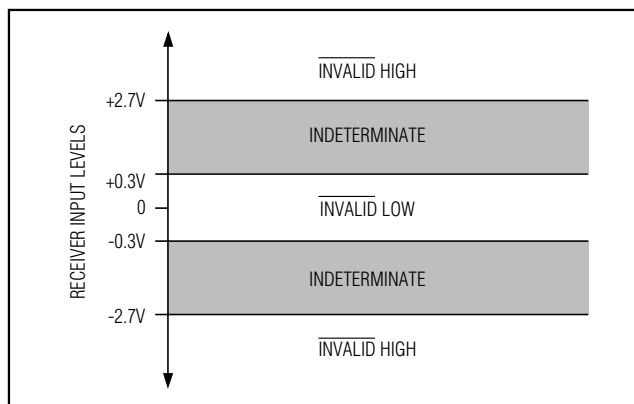 INVALID HIGH
+2.7V
INDETERMINATE
+0.3V
RECEIVER INPUT LEVELS
0
INVALID LOW
-0.3V
INDETERMINATE
-2.7V
INVALID HIGH